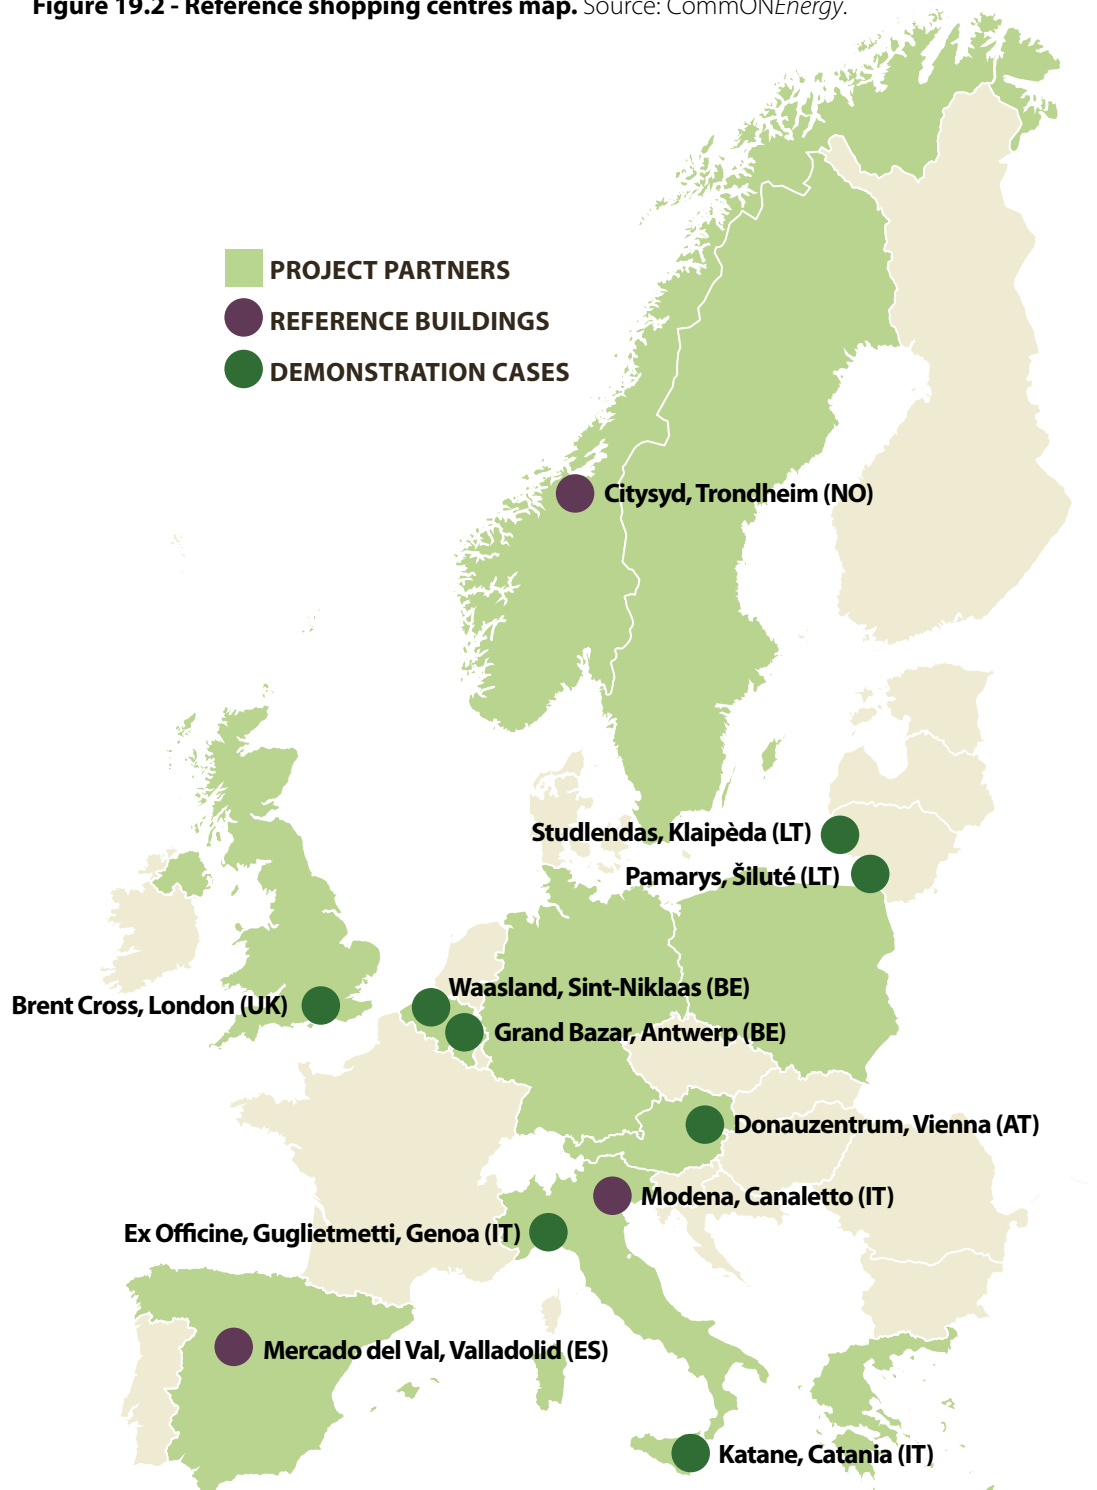 Figure 19.2 - Reference shopping centres map. Source: CommONEnergy.
PROJECT PARTNERS
REFERENCE BUILDINGS
DEMONSTRATION CASES
Citysyd, Trondheim (NO)
Studlendas, Klaipèda (LT)
Pamarys, Šiluté (LT)
Waasland, Sint-Niklaas (BE)
Brent Cross, London (UK)
Grand Bazar, Antwerp (BE)
Donauzentrum, Vienna (AT)
Modena, Canaletto (IT)
Ex Officine, Guglietmetti, Genoa (IT)
Mercado del Val, Valladolid (ES)
Katane, Catania (IT)